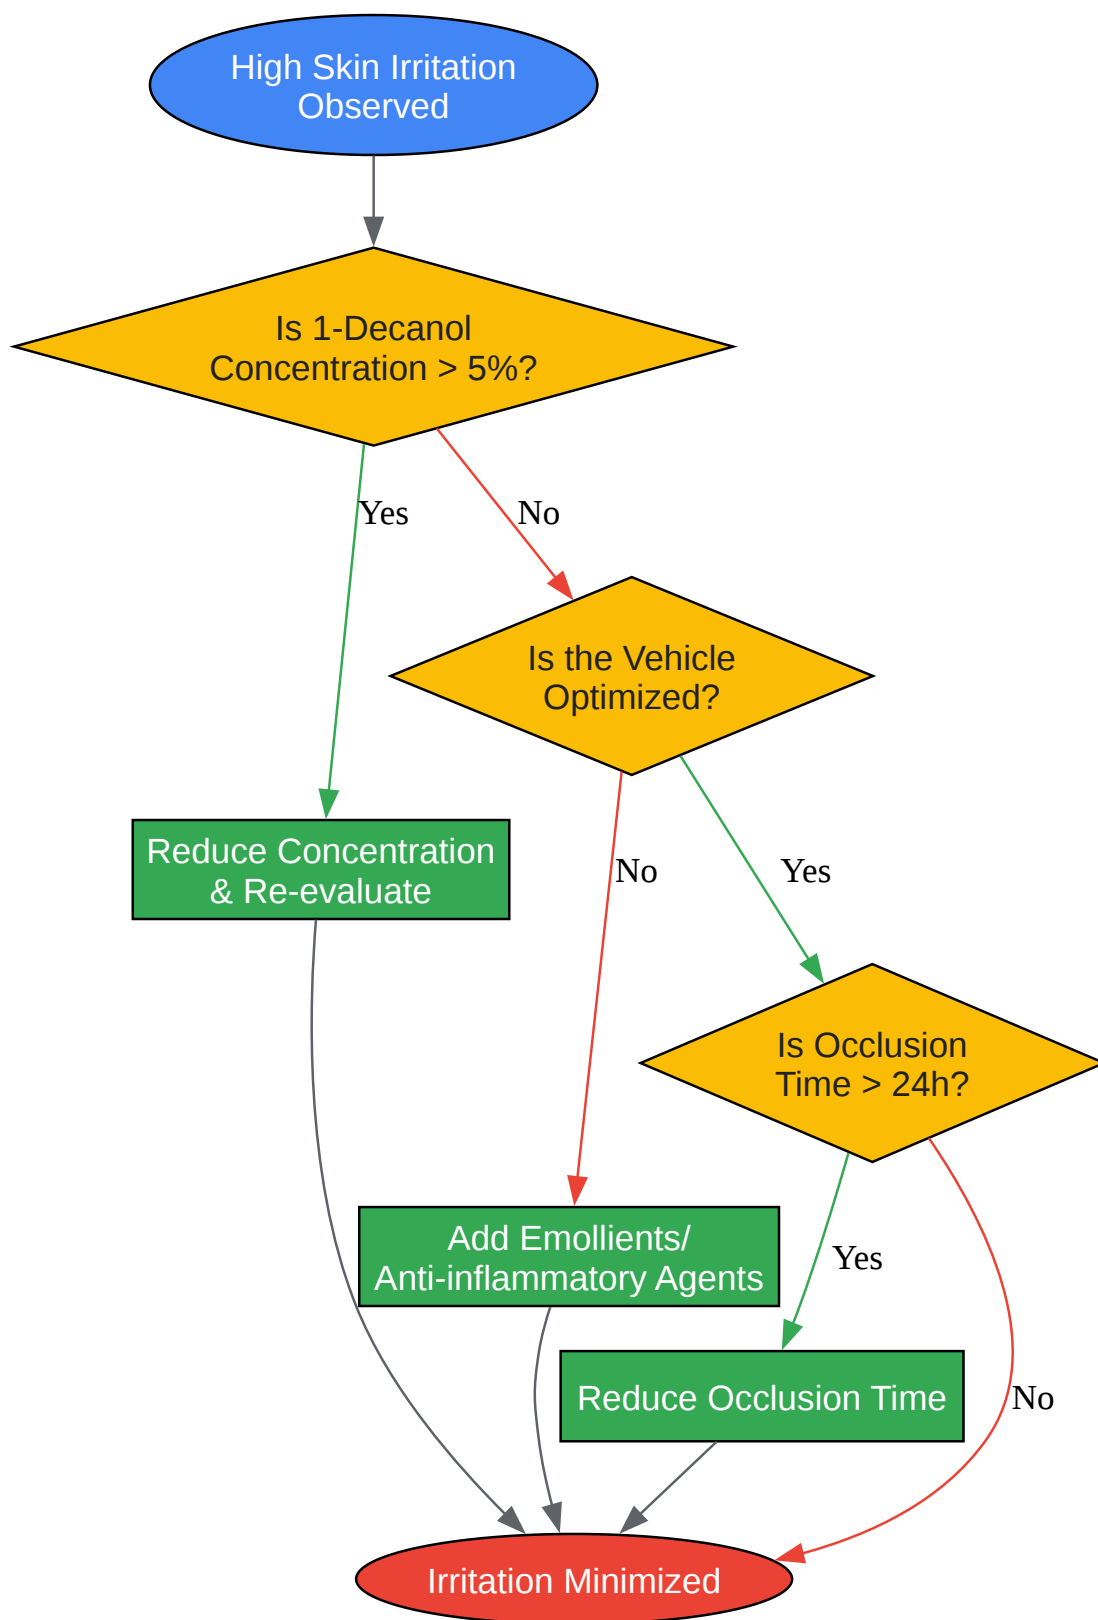 High Skin Irritation
Observed
Is 1-Decanol
Concentration > 5%?
Yes
No
Is the Vehicle
Optimized?
Reduce Concentration
& Re-evaluate
No
Yes
Is Occlusion
Time > 24h?
Add Emollients/
Anti-inflammatory Agents
Yes
Reduce Occlusion Time
No
Irritation Minimized